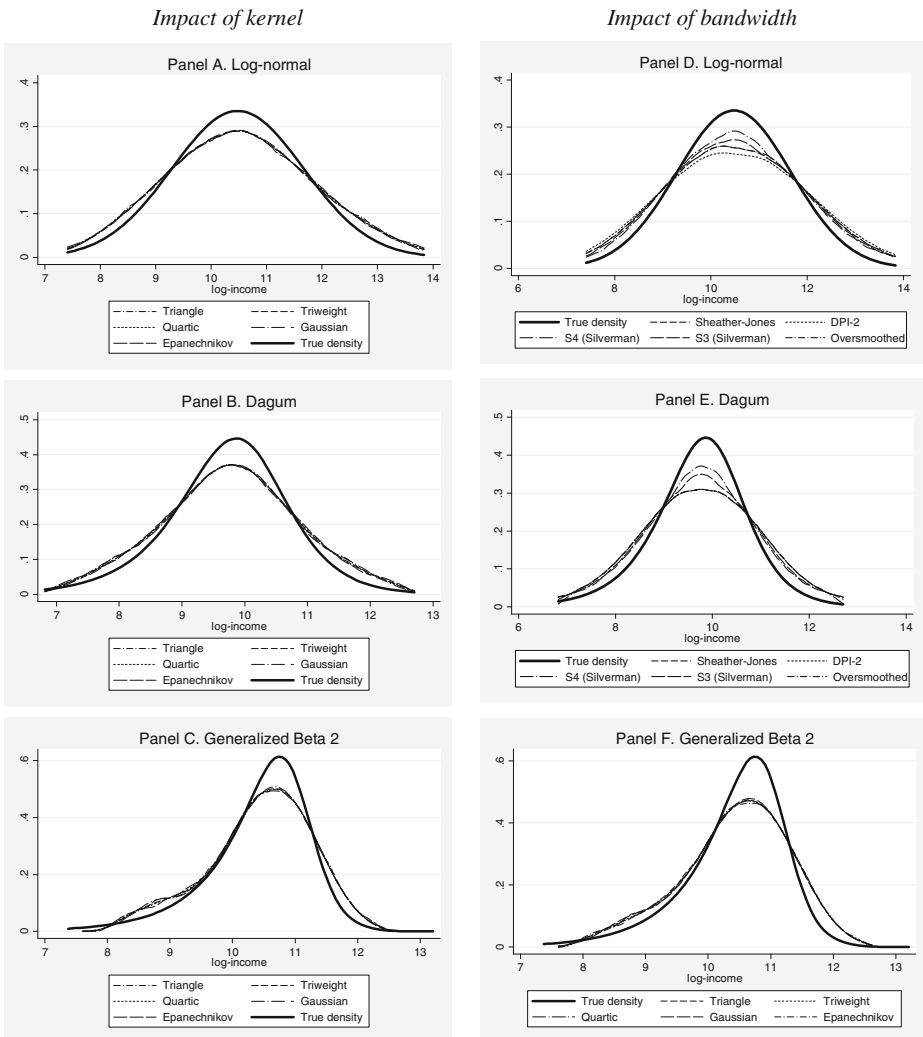 Impact of kernel
Impact of bandwidth
Panel A. Log-normal
.4
.3
.2
.1
0
7 8 9 10 11 12 13 14
log-income
Triangle Triweight
Quartic Gaussian
Epanechnikov True density
Panel D. Log-normal
.4
.3
.2
.1
0
6 8 10 12 14
log-income
True density Sheather-Jones DPI-2
S4 (Silverman) S3 (Silverman) Oversmoothed
Panel B. Dagum
.5
.4
.3
.2
.1
0
7 8 9 10 11 12 13
log-income
Triangle Triweight
Quartic Gaussian
Epanechnikov True density
Panel E. Dagum
.5
.4
.3
.2
.1
0
6 8 10 12 14
log-income
True density Sheather-Jones DPI-2
S4 (Silverman) S3 (Silverman) Oversmoothed
Panel C. Generalized Beta 2
.6
.4
.2
0
7 8 9 10 11 12 13
log-income
Triangle Triweight
Quartic Gaussian
Epanechnikov True density
Panel F. Generalized Beta 2
.6
.4
.2
0
7 8 9 10 11 12 13
log-income
True density Triangle Triweight
Quartic Gaussian Epanechnikov